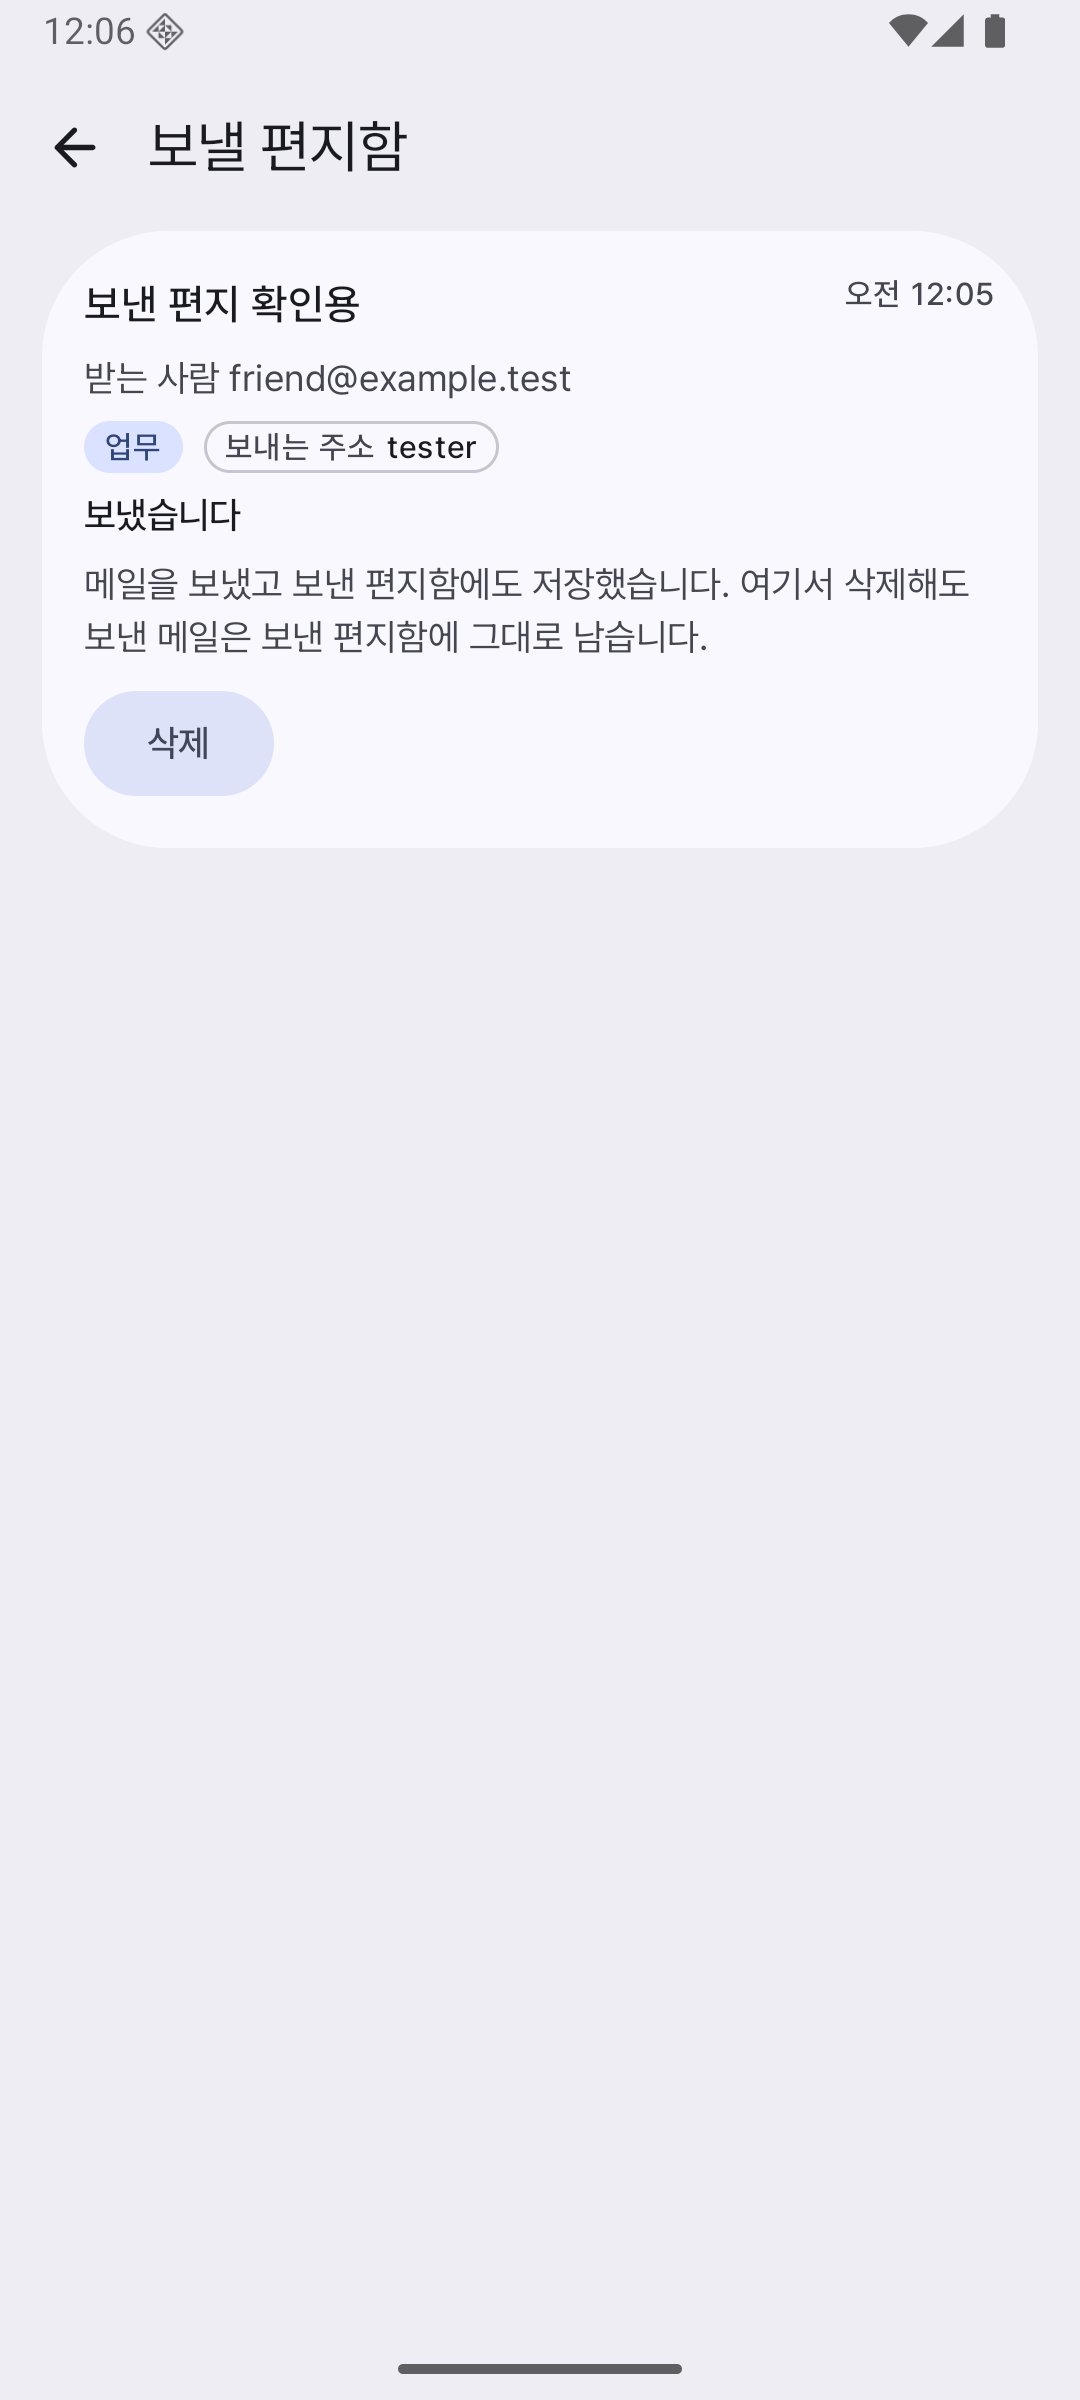 12:06
보낼 편지함
보낸 편지 확인용
오전 12:05
받는 사람 friend@example.test
업무
보내는 주소 tester
보냈습니다
메일을 보냈고 보낸 편지함에도 저장했습니다. 여기서 삭제해도
보낸 메일은 보낸 편지함에 그대로 남습니다.
삭제